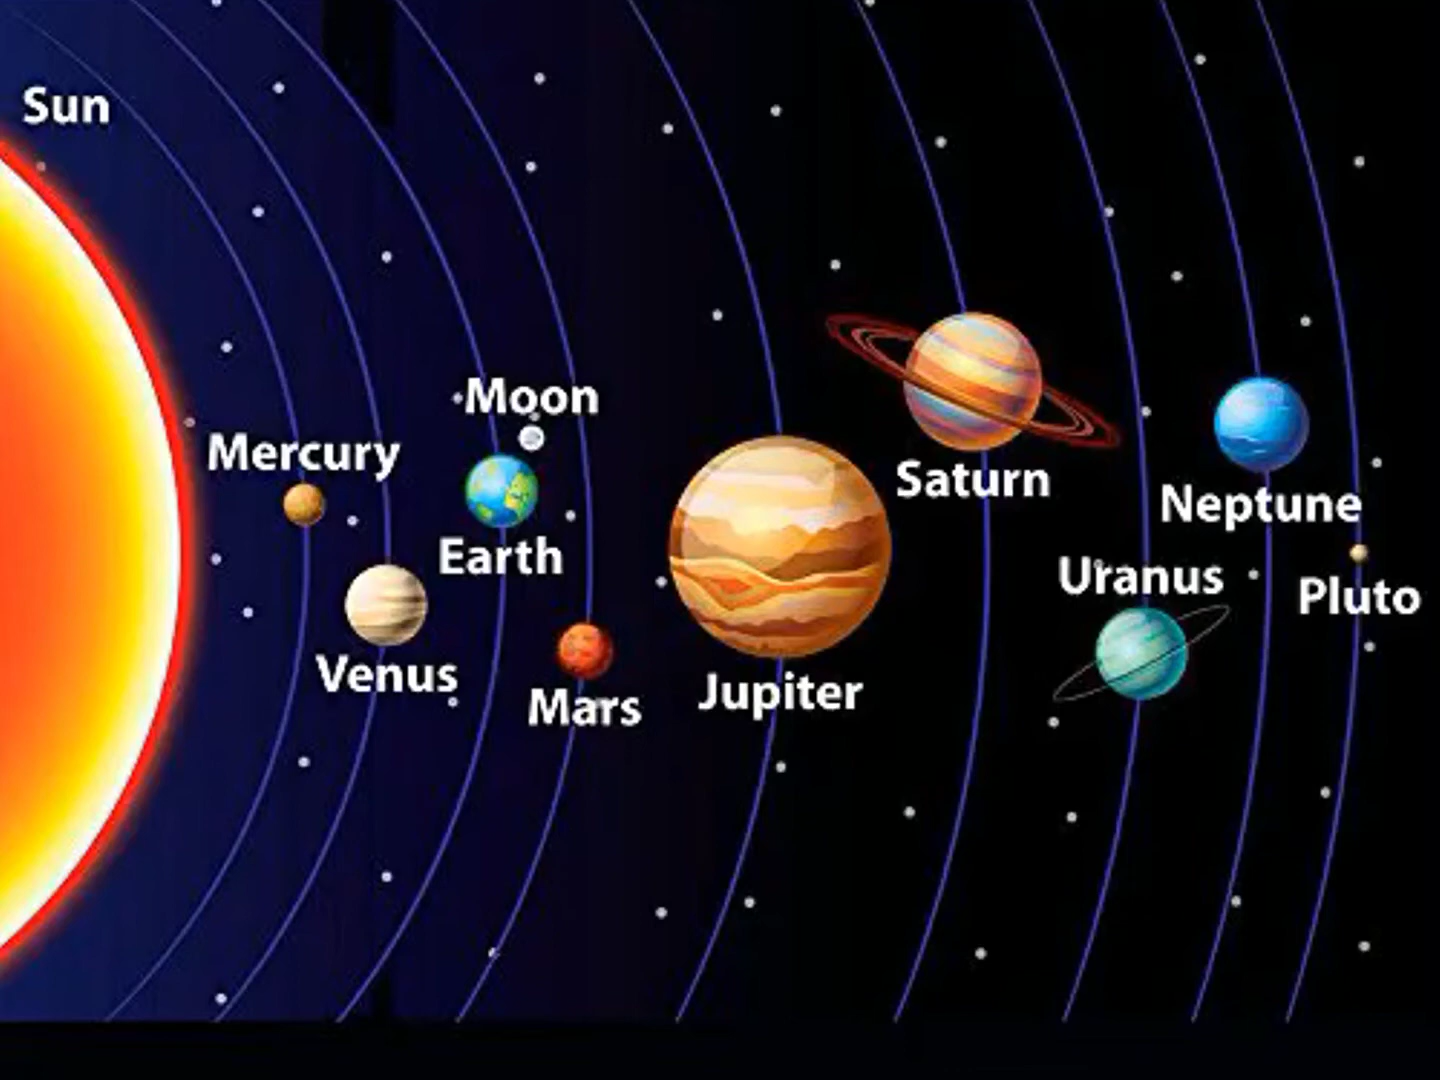 Sun
Mercury
Venus
Moon
Earth
Mars
Jupiter
Saturn
Uranus
Neptune
Pluto